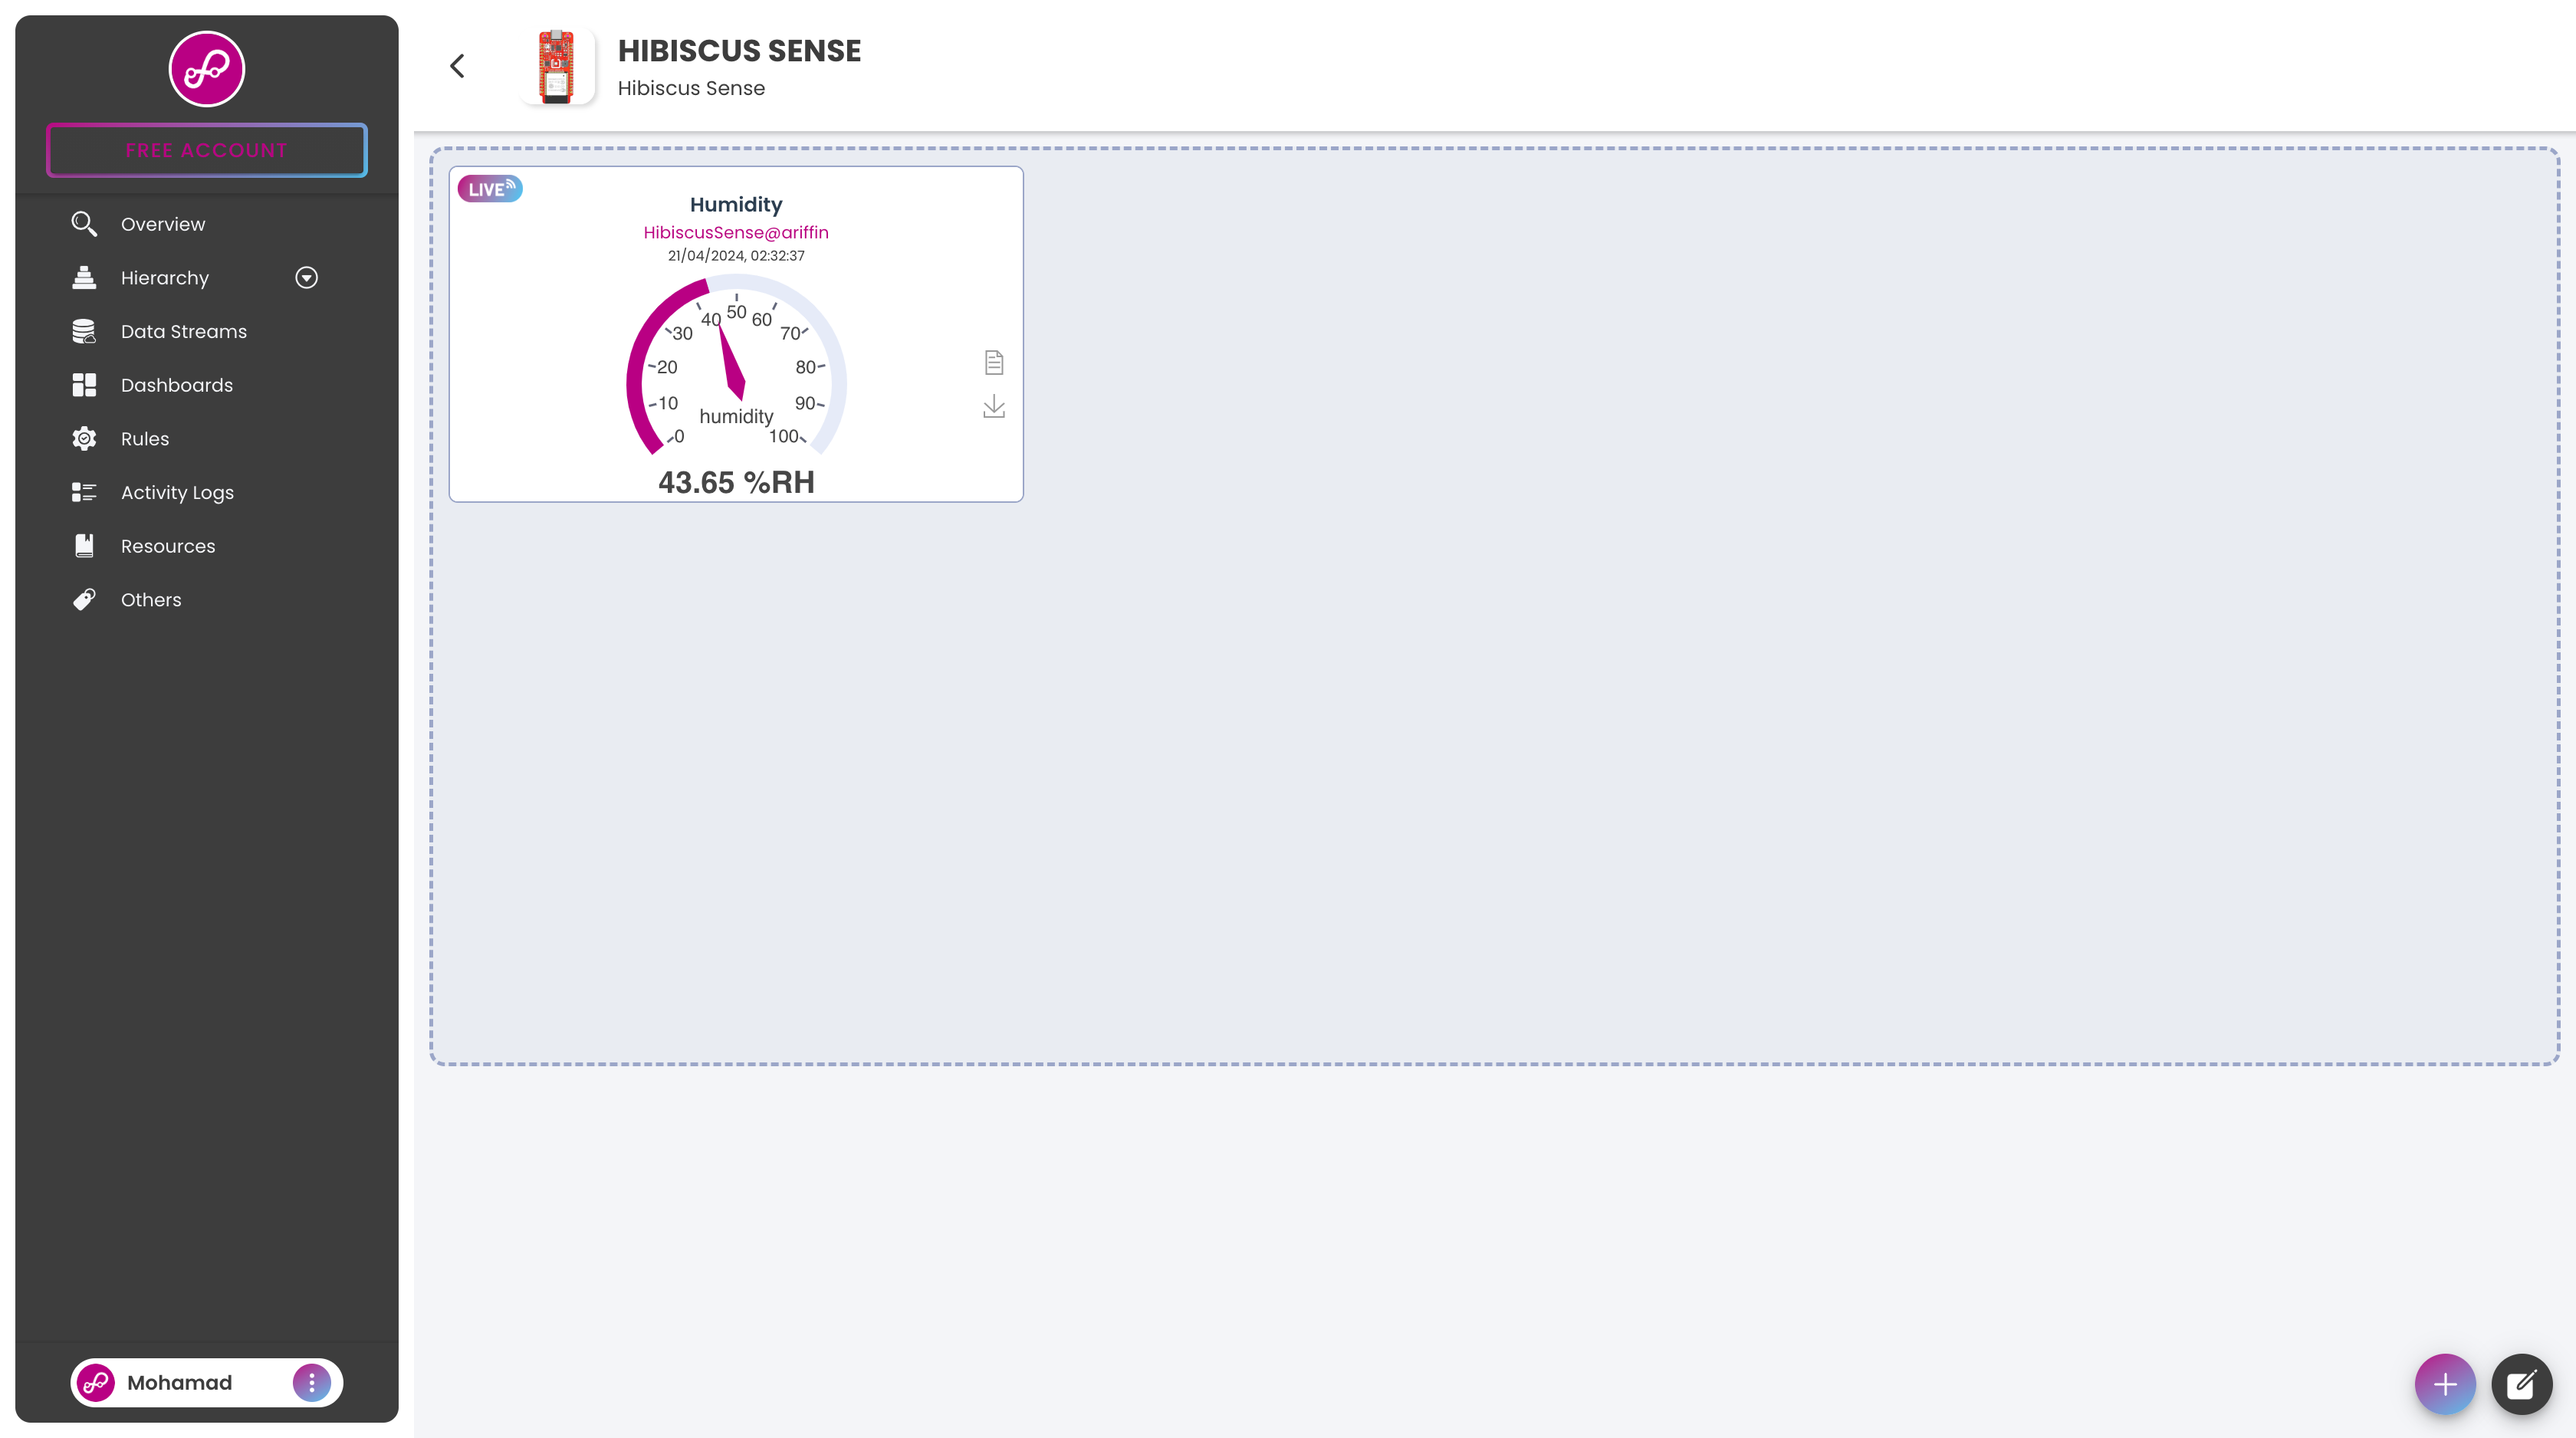 FREE ACCOUNT
Overview
Hierarchy
Data Streams
Dashboards
Rules
Activity Logs
Resources
Others
Mohamad
HIBISCUS SENSE
Hibiscus Sense
LIVE
Humidity
HibiscusSense@ariffin
21/04/2024, 02:32:37
0
10
20
30
40
50
60
70
80
90
100
humidity
43.65 %RH